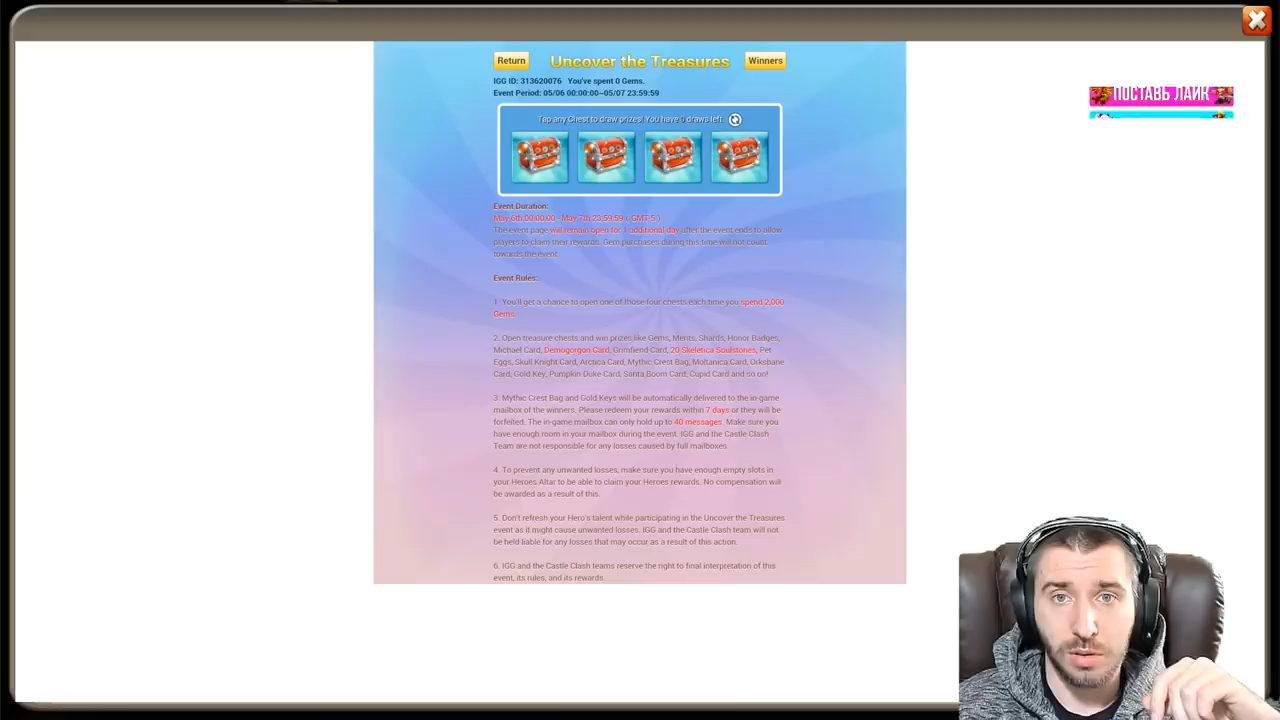 Return
Uncover the Treasures
Winners
IGG ID: 313620076 You've spent 0 Gems.
Event Period: 05/06 00:00:00~05/07 23:59:59
Tap any Chest to draw prizes! You have 0 draws left.
ПОСТАВЬ ЛАЙК
Event Duration:
May 6th 00:00:00 - May 7th 23:59:59 ( GMT-5 )
The event page will remain open for 1 additional day after the event ends to allow
players to claim their rewards. Gem purchases during this time will not count
towards the event.
Event Rules:
1. You'll get a chance to open one of those four chests each time you spend 2,000
Gems.
2. Open treasure chests and win prizes like Gems, Merits, Shards, Honor Badges,
Michael Card, Demogorgon Card, Grimfiend Card, 20 Skeletica Soulstones, Pet
Eggs, Skull Knight Card, Arctica Card, Mythic Crest Bag, Moltanica Card, Orksbane
Card, Gold Key, Pumpkin Duke Card, Santa Boom Card, Cupid Card and so on!
3. Mythic Crest Bag and Gold Keys will be automatically delivered to the in-game
mailbox of the winners. Please redeem your rewards within 7 days or they will be
forfeited. The in-game mailbox can only hold up to 40 messages. Make sure you
have enough room in your mailbox during the event. IGG and the Castle Clash
Team are not responsible for any losses caused by full mailboxes.
4. To prevent any unwanted losses, make sure you have enough empty slots in
your Heroes Altar to be able to claim your Heroes rewards. No compensation will
be awarded as a result of this.
5. Don't refresh your Hero's talent while participating in the Uncover the Treasures
event as it might cause unwanted losses. IGG and the Castle Clash team will not
be held liable for any losses that may occur as a result of this action.
6. IGG and the Castle Clash teams reserve the right to final interpretation of this
event, its rules, and its rewards.